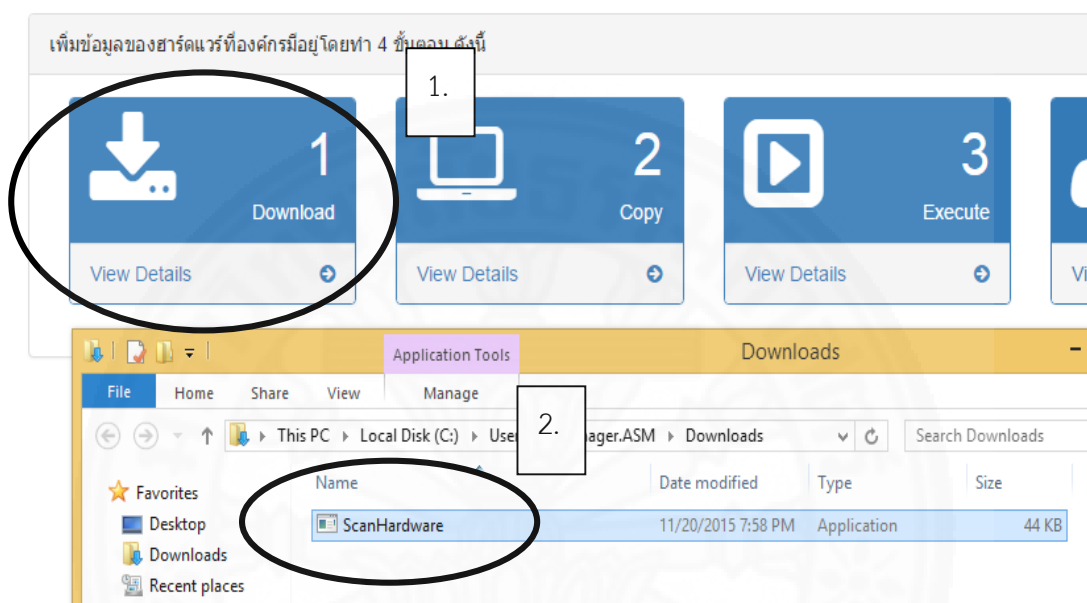 เพิ่มข้อมูลของฮาร์ดแวร์ที่องค์กรมีอยู่โดยทำ 4 ขั้นตอน ดังนี้
1.
1
Download
View Details
2
Copy
View Details
3
Execute
View Details
Application Tools
Downloads
File Home Share View Manage
2.
This PC Local Disk (C:) ager.ASM Downloads
Search Downloads
Name Date modified Type Size
Favorites
Desktop
Downloads
Recent places
ScanHardware 11/20/2015 7:58 PM Application 44 KB